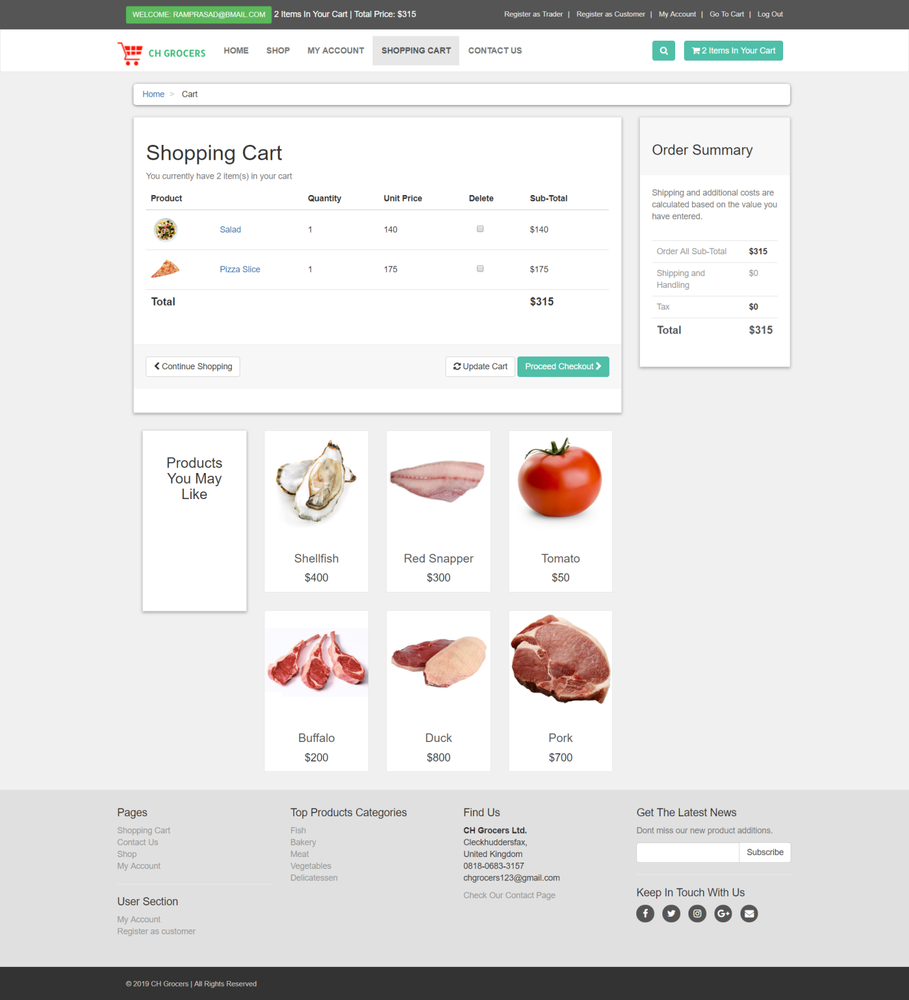 WELCOME: RAMPRASAD@BMAIL.COM 2 Items In Your Cart | Total Price: $315
Register as Trader | Register as Customer | My Account | Go To Cart | Log Out
CH GROCERS HOME SHOP MY ACCOUNT SHOPPING CART CONTACT US
2 Items In Your Cart
Home > Cart
Shopping Cart
You currently have 2 item(s) in your cart
Product Quantity Unit Price Delete Sub-Total
Salad 1 140 $140
Pizza Slice 1 175 $175
Total $315
Continue Shopping Update Cart Proceed Checkout
Order Summary
Shipping and additional costs are
calculated based on the value you
have entered.
Order All Sub-Total $315
Shipping and $0
Handling
Tax $0
Total $315
Products
You May
Like
Shellfish
$400
Red Snapper
$300
Tomato
$50
Buffalo
$200
Duck
$800
Pork
$700
Pages
Shopping Cart
Contact Us
Shop
My Account
User Section
My Account
Register as customer
Top Products Categories
Fish
Bakery
Meat
Vegetables
Delicatessen
Find Us
CH Grocers Ltd.
Cleckhuddersfax,
United Kingdom
0818-0683-3157
chgrocers123@gmail.com
Check Our Contact Page
Get The Latest News
Dont miss our new product additions.
Subscribe
Keep In Touch With Us
© 2019 CH Grocers | All Rights Reserved